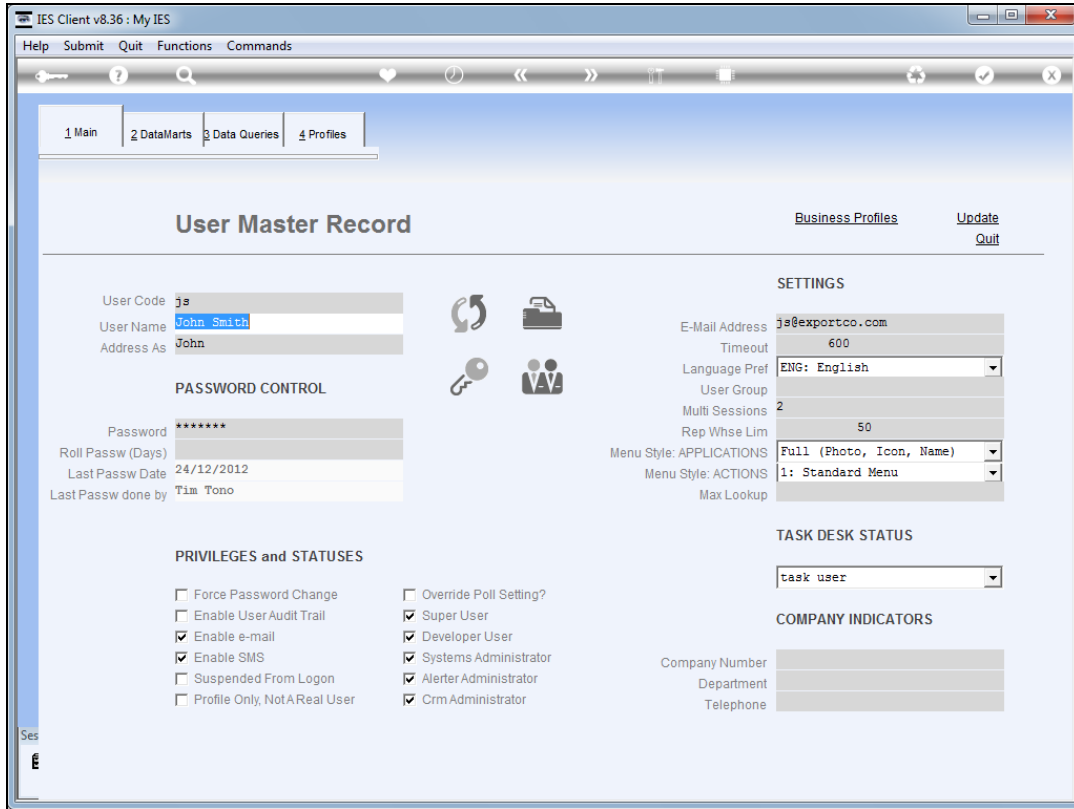 IES Client v8.36 : My IES
Help Submit Quit Functions Commands
1 Main
2 DataMarts
3 Data Queries
4 Profiles
User Master Record
Business Profiles
Update
Quit
User Code js
User Name John Smith
Address As John
PASSWORD CONTROL
Password *******
Roll Passw (Days)
Last Passw Date 24/12/2012
Last Passw done by Tim Tono
PRIVILEGES and STATUSES
Force Password Change
Enable User Audit Trail
Enable e-mail
Enable SMS
Suspended From Logon
Profile Only, Not A Real User
Override Poll Setting?
Super User
Developer User
Systems Administrator
Alerter Administrator
Crm Administrator
SETTINGS
E-Mail Address js@exportco.com
Timeout 600
Language Pref ENG: English
User Group
Multi Sessions 2
Rep Whse Lim 50
Menu Style: APPLICATIONS Full (Photo, Icon, Name)
Menu Style: ACTIONS 1: Standard Menu
Max Lookup
TASK DESK STATUS
task user
COMPANY INDICATORS
Company Number
Department
Telephone
Ses